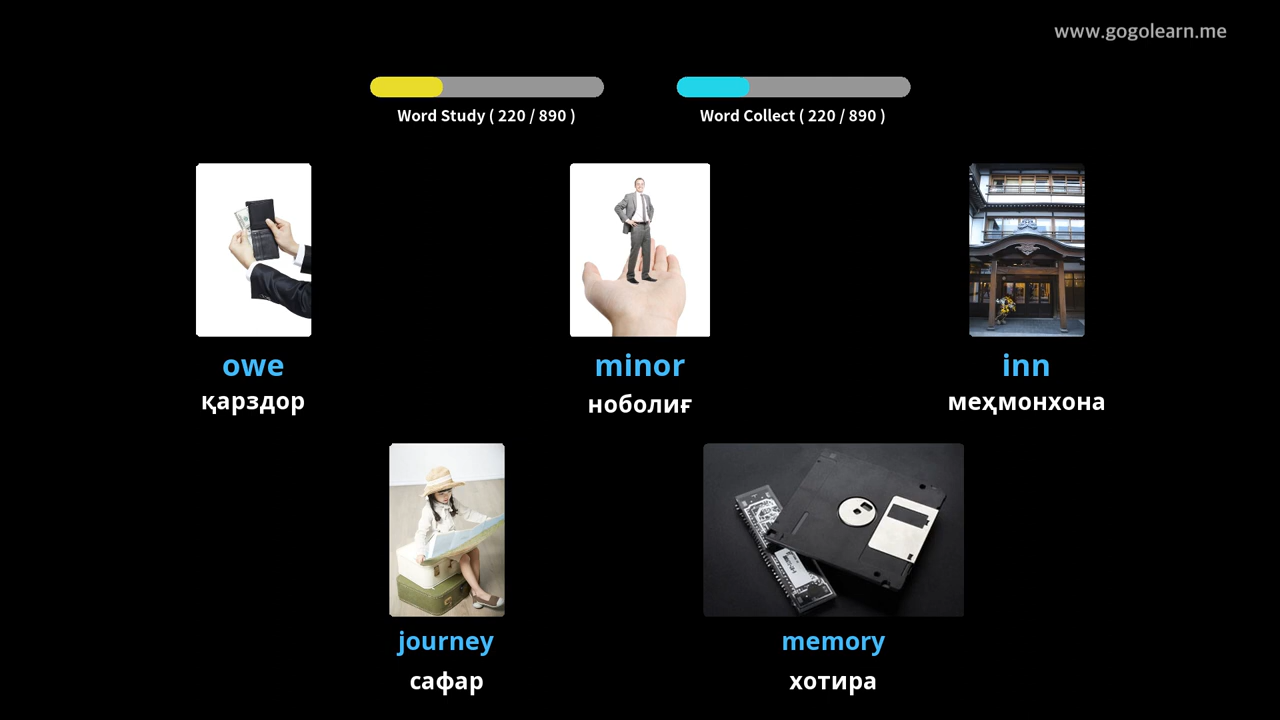 www.gogolearn.me
Word Study ( 220 / 890 )
Word Collect ( 220 / 890 )
owe
қарздор
minor
ноболиғ
inn
меҳмонхона
journey
сафар
memory
хотира